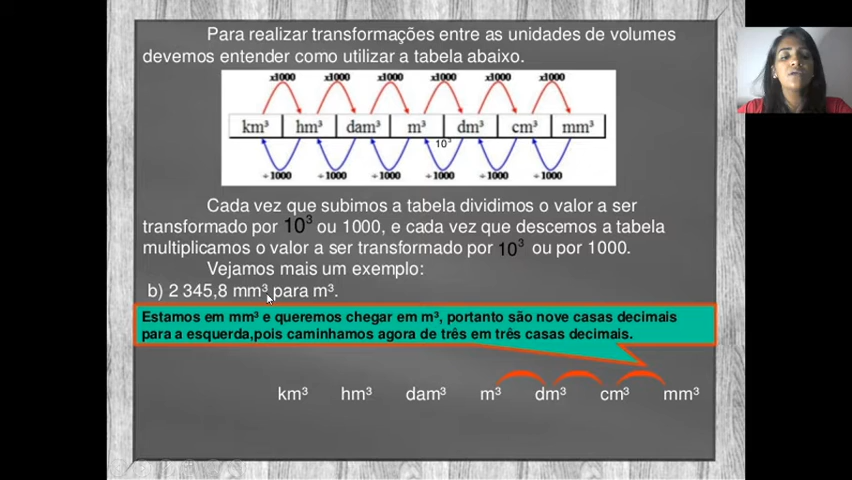 Para realizar transformações entre as unidades de volumes
devemos entender como utilizar a tabela abaixo.
x1000 x1000 x1000 x1000 x1000 x1000
km³ hm³ dam³ m³ dm³ cm³ mm³
10³
÷1000 ÷1000 ÷1000 ÷1000 ÷1000 ÷1000
Cada vez que subimos a tabela dividimos o valor a ser
transformado por 10³ ou 1000, e cada vez que descemos a tabela
multiplicamos o valor a ser transformado por 10³ ou por 1000.
Vejamos mais um exemplo:
b) 2 345,8 mm³ para m³.
Estamos em mm³ e queremos chegar em m³, portanto são nove casas decimais
para a esquerda,pois caminhamos agora de três em três casas decimais.
km³ hm³ dam³ m³ dm³ cm³ mm³